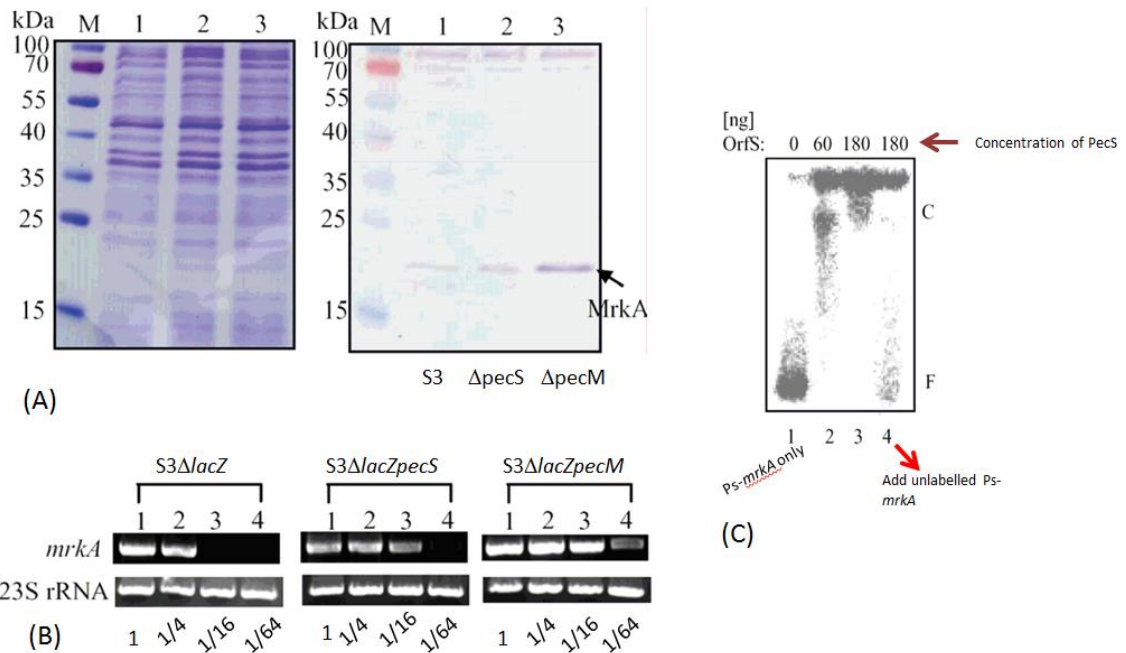 kDa M 1 2 3
100
70
55
40
35
25
15
kDa M 1 2 3
100
70
55
40
35
25
15
MrkA
S3 ΔpecS ΔpecM
(A)
[ng]
OrfS: 0 60 180 180
Concentration of PecS
C
F
1 2 3 4
Ps-mrkA only
Add unlabelled Ps-
mrkA
(C)
S3ΔlacZ S3ΔlacZpecS S3ΔlacZpecM
1 2 3 4 1 2 3 4 1 2 3 4
mrkA
23S rRNA
1 1/4 1/16 1/64 1 1/4 1/16 1/64 1 1/4 1/16 1/64
(B)